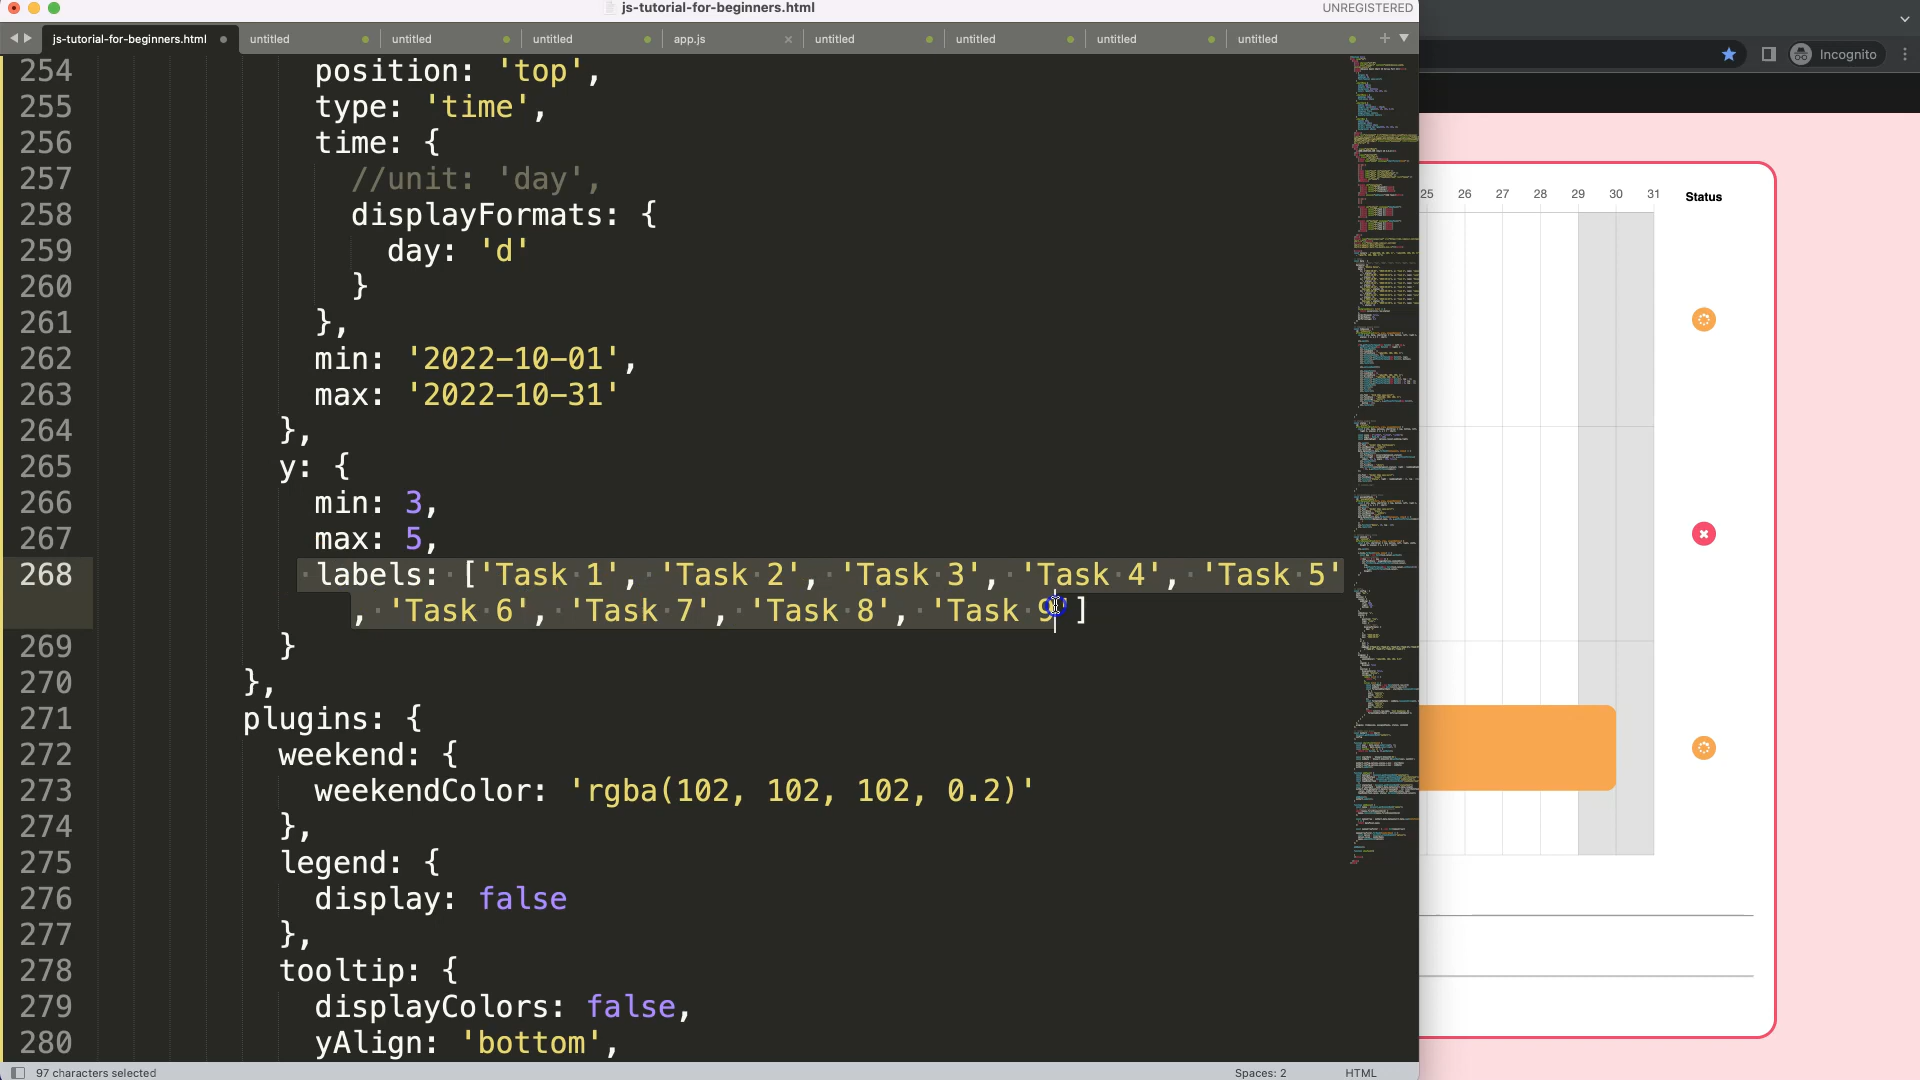 js-tutorial-for-beginners.html
UNREGISTERED
js-tutorial-for-beginners.html untitled untitled untitled app.js untitled untitled untitled untitled
Incognito
254 position: 'top',
255 type: 'time',
256 time: {
257 //unit: 'day',
258 displayFormats: {
259 day: 'd'
260 }
261 },
262 min: '2022-10-01',
263 max: '2022-10-31'
264 },
265 y: {
266 min: 3,
267 max: 5,
268 labels: ['Task 1', 'Task 2', 'Task 3', 'Task 4', 'Task 5'
, 'Task 6', 'Task 7', 'Task 8', 'Task 9']
269 }
270 },
271 plugins: {
272 weekend: {
273 weekendColor: 'rgba(102, 102, 102, 0.2)'
274 },
275 legend: {
276 display: false
277 },
278 tooltip: {
279 displayColors: false,
280 yAlign: 'bottom',
25 26 27 28 29 30 31 Status
97 characters selected
Spaces: 2 HTML